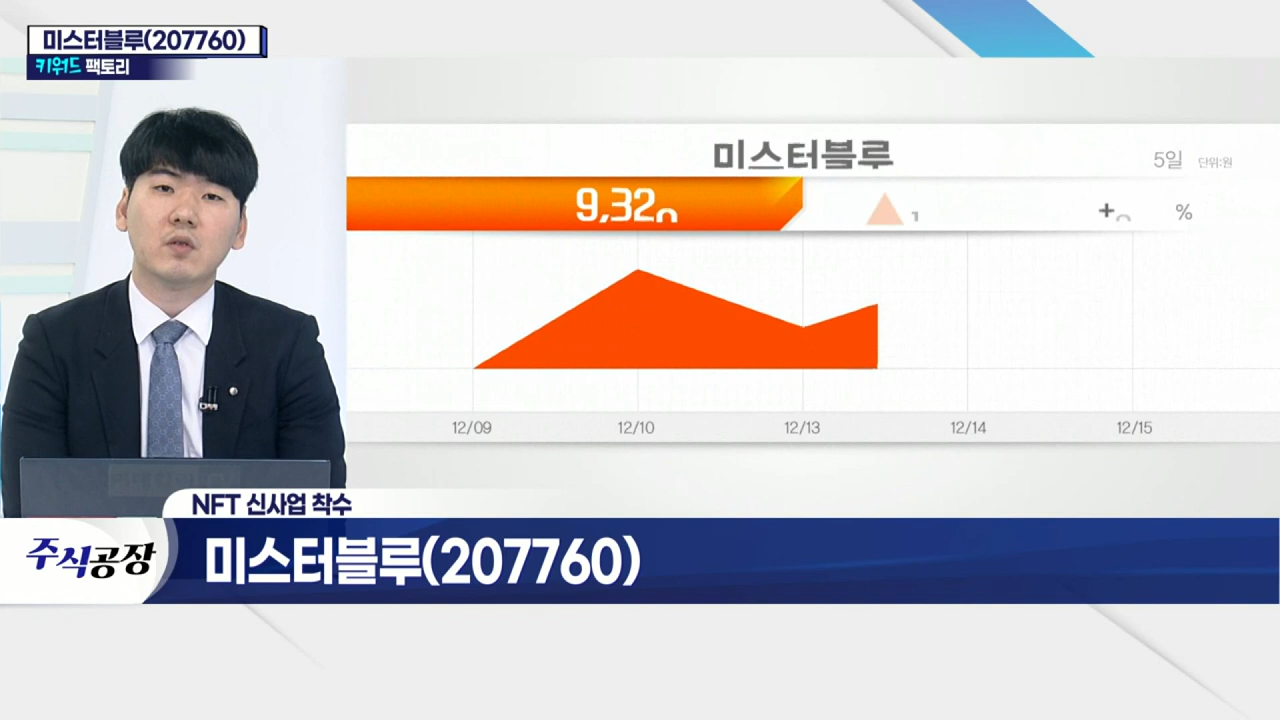 미스터블루(207760)
키워드 팩토리
미스터블루
5일 단위:원
9,32
+ %
12/09 12/10 12/13 12/14 12/15
NFT 신사업 착수
주식공장
미스터블루(207760)